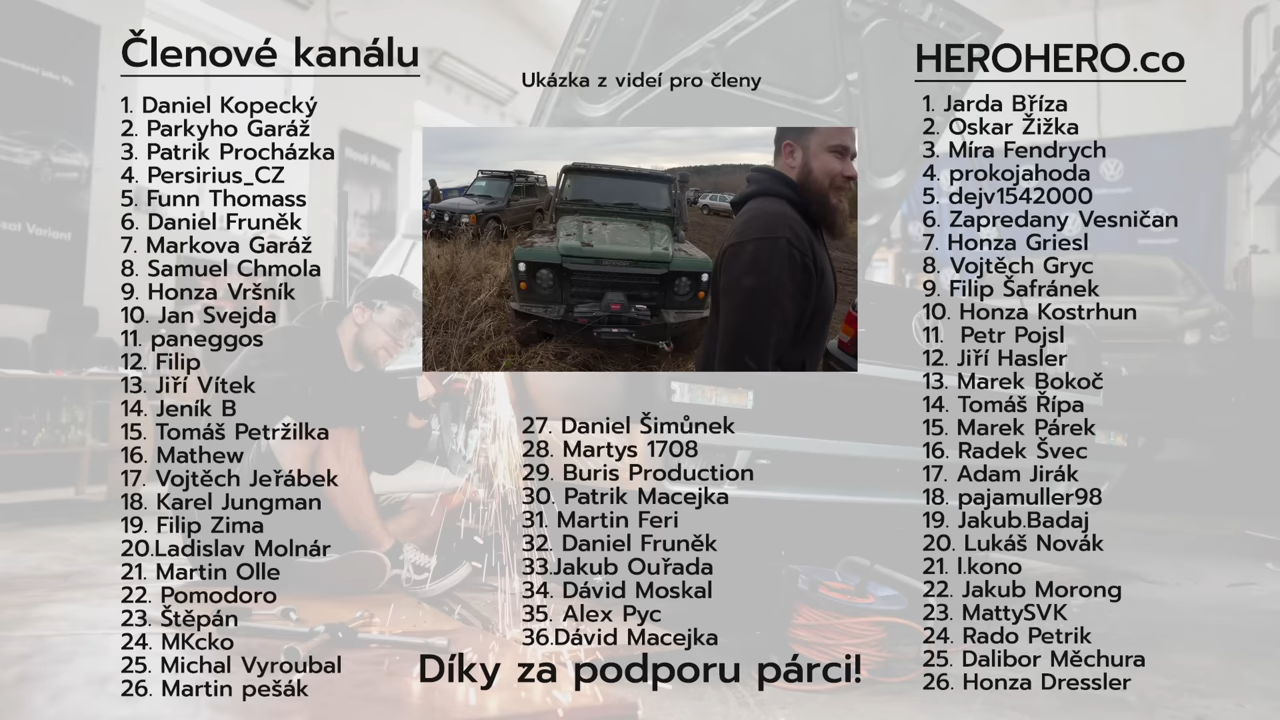 Členové kanálu
1. Daniel Kopecký
2. Parkyho Garáž
3. Patrik Procházka
4. Persirius_CZ
5. Funn Thomass
6. Daniel Fruněk
7. Markova Garáž
8. Samuel Chmola
9. Honza Vršník
10. Jan Svejda
11. paneggos
12. Filip
13. Jiří Vítek
14. Jeník B
15. Tomáš Petržilka
16. Mathew
17. Vojtěch Jeřábek
18. Karel Jungman
19. Filip Zima
20.Ladislav Molnár
21. Martin Olle
22. Pomodoro
23. Štěpán
24. MKcko
25. Michal Vyroubal
26. Martin pešák
Ukázka z videí pro členy
27. Daniel Šimůnek
28. Martys 1708
29. Buris Production
30. Patrik Macejka
31. Martin Feri
32. Daniel Fruněk
33.Jakub Ouřada
34. Dávid Moskal
35. Alex Pyc
36.Dávid Macejka
Díky za podporu párci!
HEROHERO.co
1. Jarda Bříza
2. Oskar Žižka
3. Míra Fendrych
4. prokojahoda
5. dejv1542000
6. Zapredany Vesničan
7. Honza Griesl
8. Vojtěch Gryc
9. Filip Šafránek
10. Honza Kostrhun
11. Petr Pojsl
12. Jiří Hasler
13. Marek Bokoč
14. Tomáš Řípa
15. Marek Párek
16. Radek Švec
17. Adam Jirák
18. pajamuller98
19. Jakub.Badaj
20. Lukáš Novák
21. l.kono
22. Jakub Morong
23. MattySVK
24. Rado Petrik
25. Dalibor Měchura
26. Honza Dressler